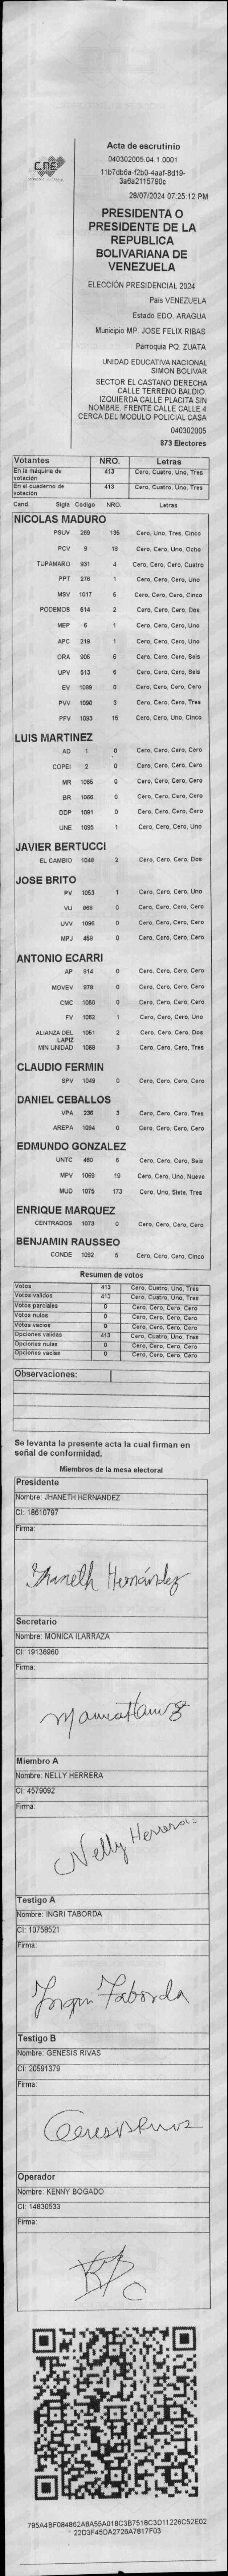 CNE
Acta de escrutinio
040302005.04.1.0001
11b7db6a-f2b0-4aaf-8d19-
3a6a2115790c
28/07/2024 07:25:12 PM
PRESIDENTA O
PRESIDENTE DE LA
REPUBLICA
BOLIVARIANA DE
VENEZUELA
ELECCIÓN PRESIDENCIAL 2024
País VENEZUELA
Estado EDO. ARAGUA
Municipio MP. JOSE FELIX RIBAS
Parroquia PQ. ZUATA
UNIDAD EDUCATIVA NACIONAL
SIMON BOLIVAR
SECTOR EL CASTANO DERECHA
CALLE TERRENO BALDIO.
IZQUIERDA CALLE PLACITA SIN
NOMBRE. FRENTE CALLE CALLE 4
CERCA DEL MODULO POLICIAL CASA
040302005
873 Electores
Votantes NRO. Letras
En la máquina de votación 413 Cero, Cuatro, Uno, Tres
En el cuaderno de votación 413 Cero, Cuatro, Uno, Tres
Cand. Sigla Código NRO. Letras
NICOLAS MADURO
PSUV 269 135 Cero, Uno, Tres, Cinco
PCV 9 18 Cero, Cero, Uno, Ocho
TUPAMARO 931 4 Cero, Cero, Cero, Cuatro
PPT 276 1 Cero, Cero, Cero, Uno
MSV 1017 5 Cero, Cero, Cero, Cinco
PODEMOS 514 2 Cero, Cero, Cero, Dos
MEP 6 1 Cero, Cero, Cero, Uno
APC 219 1 Cero, Cero, Cero, Uno
ORA 906 6 Cero, Cero, Cero, Seis
UPV 513 6 Cero, Cero, Cero, Seis
EV 1089 0 Cero, Cero, Cero, Cero
PVV 1090 3 Cero, Cero, Cero, Tres
PFV 1093 15 Cero, Cero, Uno, Cinco
LUIS MARTINEZ
AD 1 0 Cero, Cero, Cero, Cero
COPEI 2 0 Cero, Cero, Cero, Cero
MR 1065 0 Cero, Cero, Cero, Cero
BR 1066 0 Cero, Cero, Cero, Cero
DDP 1091 0 Cero, Cero, Cero, Cero
UNE 1095 1 Cero, Cero, Cero, Uno
JAVIER BERTUCCI
EL CAMBIO 1048 2 Cero, Cero, Cero, Dos
JOSE BRITO
PV 1053 1 Cero, Cero, Cero, Uno
VU 868 0 Cero, Cero, Cero, Cero
UVV 1096 0 Cero, Cero, Cero, Cero
MPJ 458 0 Cero, Cero, Cero, Cero
ANTONIO ECARRI
AP 814 0 Cero, Cero, Cero, Cero
MOVEV 978 0 Cero, Cero, Cero, Cero
CMC 1050 0 Cero, Cero, Cero, Cero
FV 1062 1 Cero, Cero, Cero, Uno
ALIANZA DEL LAPIZ 1051 2 Cero, Cero, Cero, Dos
MIN UNIDAD 1068 3 Cero, Cero, Cero, Tres
CLAUDIO FERMIN
SPV 1049 0 Cero, Cero, Cero, Cero
DANIEL CEBALLOS
VPA 236 3 Cero, Cero, Cero, Tres
AREPA 1094 0 Cero, Cero, Cero, Cero
EDMUNDO GONZALEZ
UNTC 460 6 Cero, Cero, Cero, Seis
MPV 1069 19 Cero, Cero, Uno, Nueve
MUD 1075 173 Cero, Uno, Siete, Tres
ENRIQUE MARQUEZ
CENTRADOS 1073 0 Cero, Cero, Cero, Cero
BENJAMIN RAUSSEO
CONDE 1092 5 Cero, Cero, Cero, Cinco
Resumen de votos
Votos 413 Cero, Cuatro, Uno, Tres
Votos validos 413 Cero, Cuatro, Uno, Tres
Votos parciales 0 Cero, Cero, Cero, Cero
Votos nulos 0 Cero, Cero, Cero, Cero
Votos vacios 0 Cero, Cero, Cero, Cero
Opciones validas 413 Cero, Cuatro, Uno, Tres
Opciones nulas 0 Cero, Cero, Cero, Cero
Opciones vacias 0 Cero, Cero, Cero, Cero
Observaciones:
Se levanta la presente acta la cual firman en
señal de conformidad.
Miembros de la mesa electoral
Presidente
Nombre: JHANETH HERNANDEZ
CI: 18610797
Firma:
Jhaneth Hernández
Secretario
Nombre: MONICA ILARRAZA
CI: 19136960
Firma:
Miembro A
Nombre: NELLY HERRERA
CI: 4579092
Firma:
Nelly Herrera
Testigo A
Nombre: INGRI TABORDA
CI: 10758521
Firma:
Ingri Taborda
Testigo B
Nombre: GENESIS RIVAS
CI: 20591379
Firma:
Operador
Nombre: KENNY BOGADO
CI: 14830533
Firma:
795A4BF084862A8A55A018C3B7518C3D11226C52E02
22D3F45DA2726A7817F03